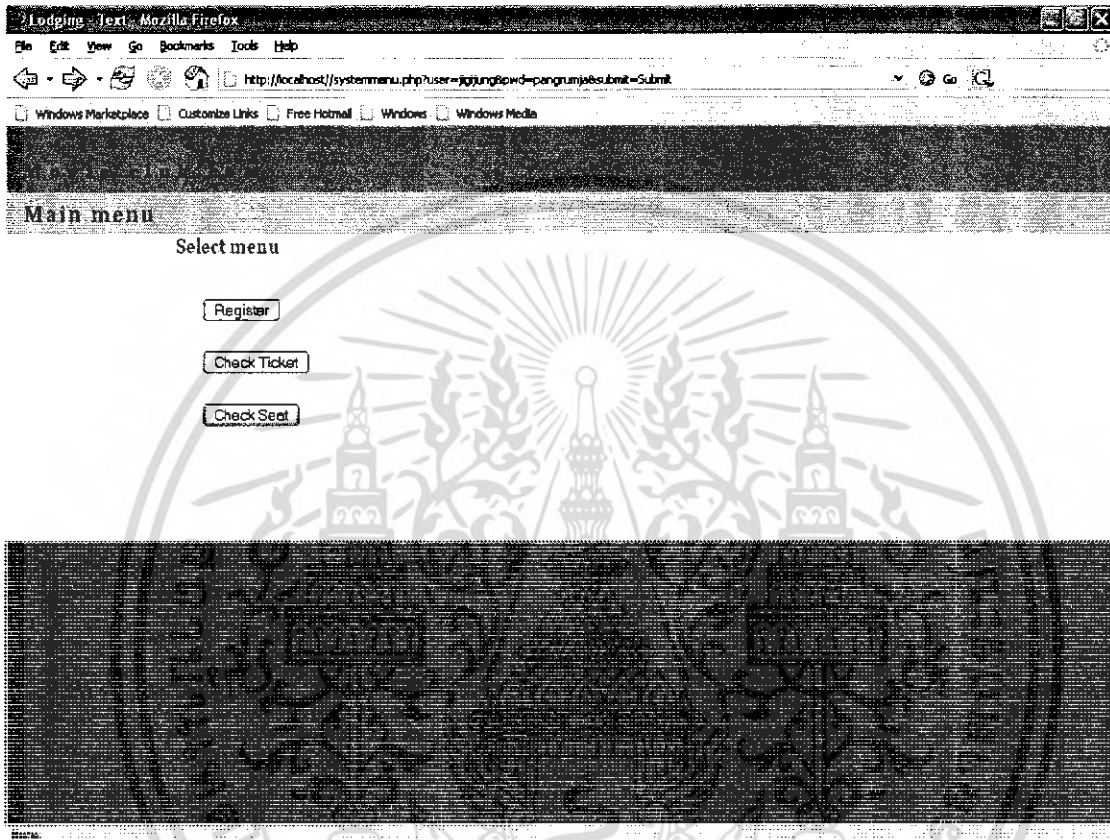 Lodging - Text - Mozilla Firefox
File Edit View Go Bookmarks Tools Help
Go
Windows Marketplace Customize Links Free Hotmail Windows Windows Media
Main menu
Select menu
Register
Check Ticket
Check Seat